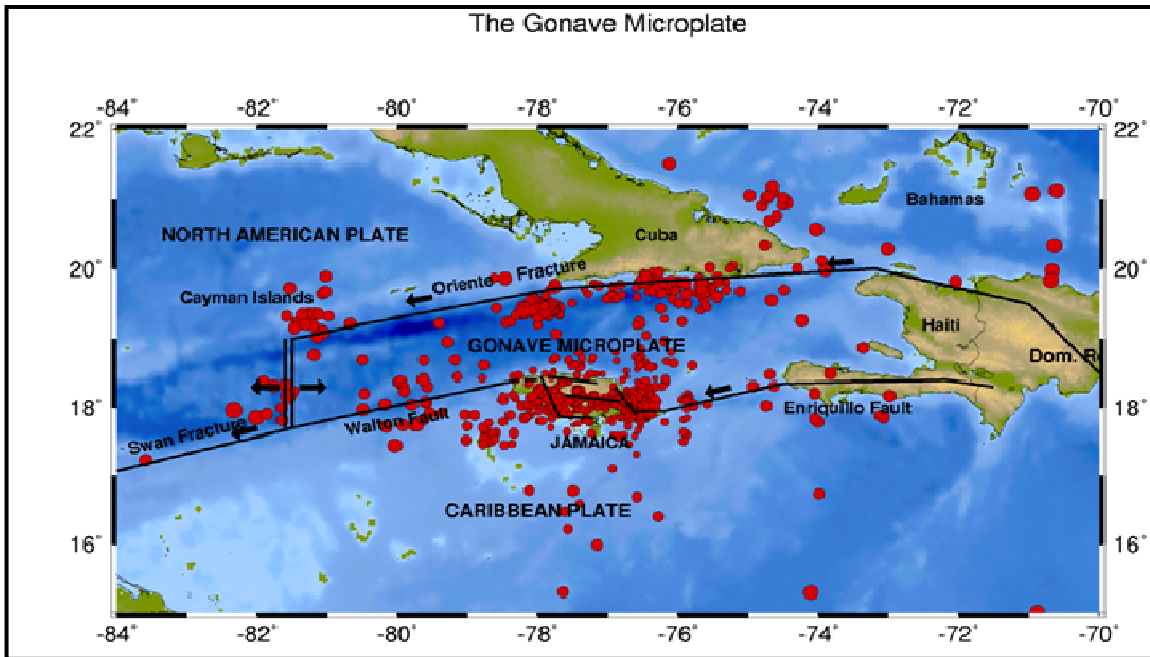 The Gonave Microplate
-84˚ -82˚ -80˚ -78˚ -76˚ -74˚ -72˚ -70˚
22˚ 22˚
Bahamas
NORTH AMERICAN PLATE
Cuba
20˚ 20˚
Oriente Fracture
Cayman Islands
Haiti
GONAVE MICROPLATE
Dom. R
18˚ 18˚
Enriquillo Fault
Walton Fault
Swan Fracture
JAMAICA
CARIBBEAN PLATE
16˚ 16˚
-84˚ -82˚ -80˚ -78˚ -76˚ -74˚ -72˚ -70˚